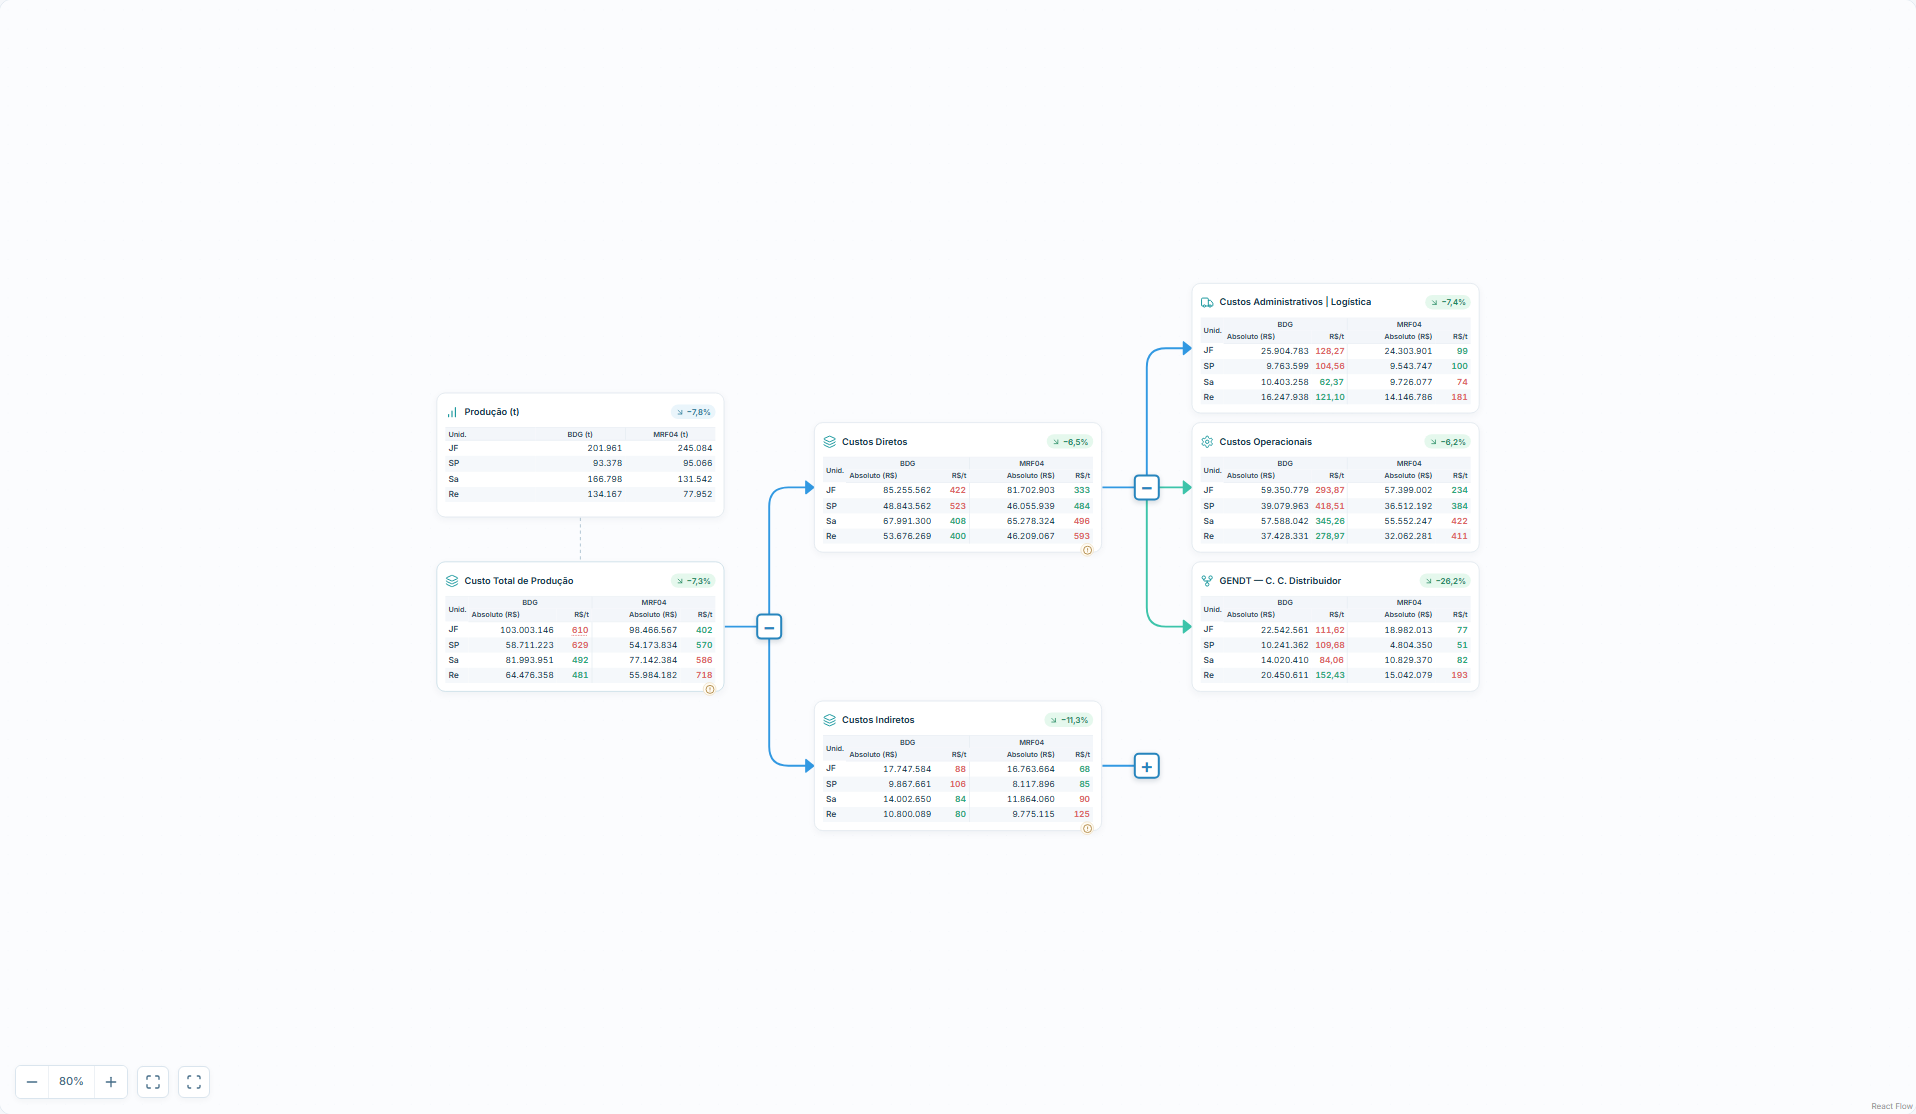 Custos Administrativos | Logística −7,4%
Unid. BDG MRF04
Absoluto (R$) R$/t Absoluto (R$) R$/t
JF 25.904.783 128,27 24.303.901 99
SP 9.763.599 104,56 9.543.747 100
Sa 10.403.258 62,37 9.726.077 74
Re 16.247.938 121,10 14.146.786 181
Produção (t) −7,8%
Unid. BDG (t) MRF04 (t)
JF 201.961 245.084
SP 93.378 95.066
Sa 166.798 131.542
Re 134.167 77.952
Custos Diretos −6,5%
Unid. BDG MRF04
Absoluto (R$) R$/t Absoluto (R$) R$/t
JF 85.255.562 422 81.702.903 333
SP 48.843.562 523 46.055.939 484
Sa 67.991.300 408 65.278.324 496
Re 53.676.269 400 46.209.067 593
Custos Operacionais −6,2%
Unid. BDG MRF04
Absoluto (R$) R$/t Absoluto (R$) R$/t
JF 59.350.779 293,87 57.399.002 234
SP 39.079.963 418,51 36.512.192 384
Sa 57.588.042 345,26 55.552.247 422
Re 37.428.331 278,97 32.062.281 411
Custo Total de Produção −7,3%
Unid. BDG MRF04
Absoluto (R$) R$/t Absoluto (R$) R$/t
JF 103.003.146 610 98.466.567 402
SP 58.711.223 629 54.173.834 570
Sa 81.993.951 492 77.142.384 586
Re 64.476.358 481 55.984.182 718
GENDT — C. C. Distribuidor −26,2%
Unid. BDG MRF04
Absoluto (R$) R$/t Absoluto (R$) R$/t
JF 22.542.561 111,62 18.982.013 77
SP 10.241.362 109,68 4.804.350 51
Sa 14.020.410 84,06 10.829.370 82
Re 20.450.611 152,43 15.042.079 193
Custos Indiretos −11,3%
Unid. BDG MRF04
Absoluto (R$) R$/t Absoluto (R$) R$/t
JF 17.747.584 88 16.763.664 68
SP 9.867.661 106 8.117.896 85
Sa 14.002.650 84 11.864.060 90
Re 10.800.089 80 9.775.115 125
80%
React Flow